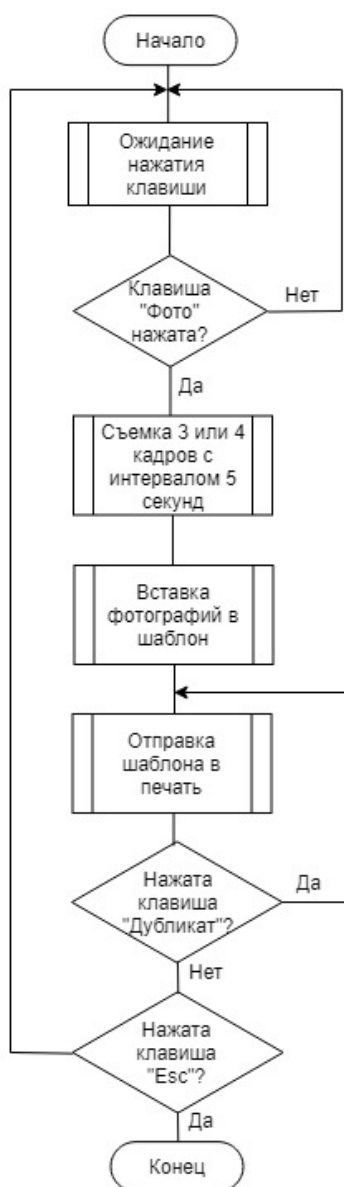 Начало
Ожидание
нажатия
клавиши
Клавиша
"Фото"
нажата?
Нет
Да
Съемка 3 или 4
кадров с
интервалом 5
секунд
Вставка
фотографий в
шаблон
Отправка
шаблона в
печать
Нажата
клавиша
"Дубликат"?
Да
Нет
Нажата
клавиша
"Esc"?
Да
Конец